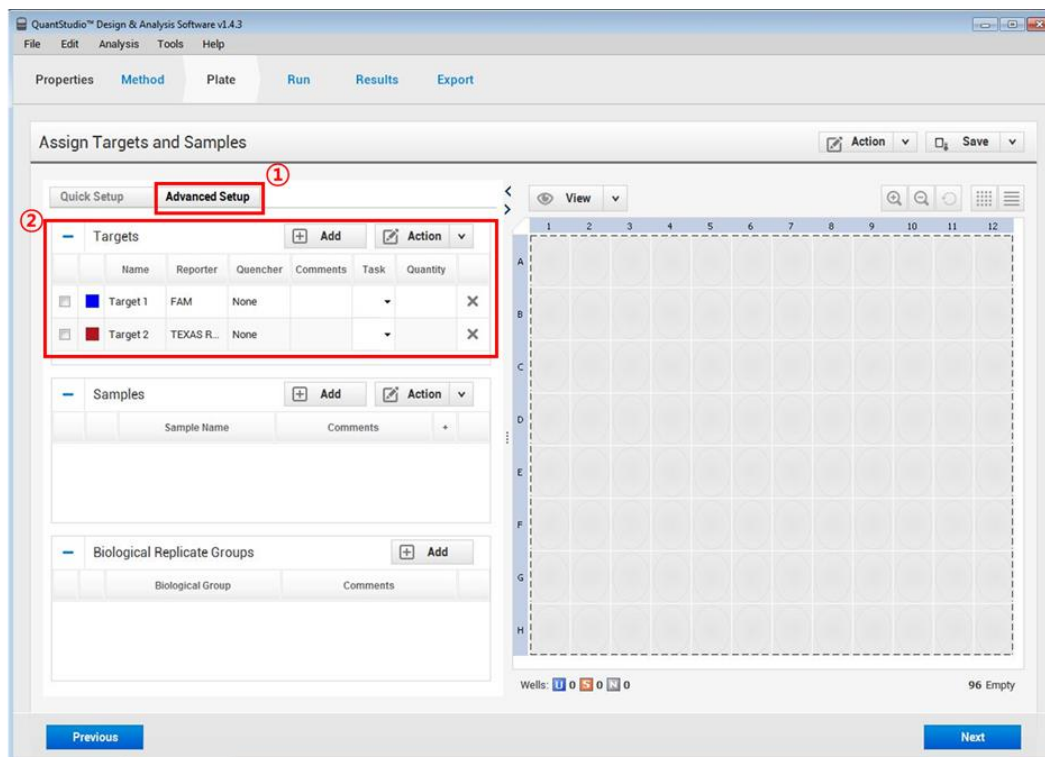 QuantStudio™ Design & Analysis Software v1.4.3
File Edit Analysis Tools Help
Properties Method Plate Run Results Export
Assign Targets and Samples Action Save
①
Quick Setup Advanced Setup View
②
Targets Add Action
Name Reporter Quencher Comments Task Quantity
Target 1 FAM None
Target 2 TEXAS R... None
Samples Add Action
Sample Name Comments
Biological Replicate Groups Add
Biological Group Comments
1 2 3 4 5 6 7 8 9 10 11 12
A
B
C
D
E
F
G
H
Wells: U 0 S 0 N 0 96 Empty
Previous Next